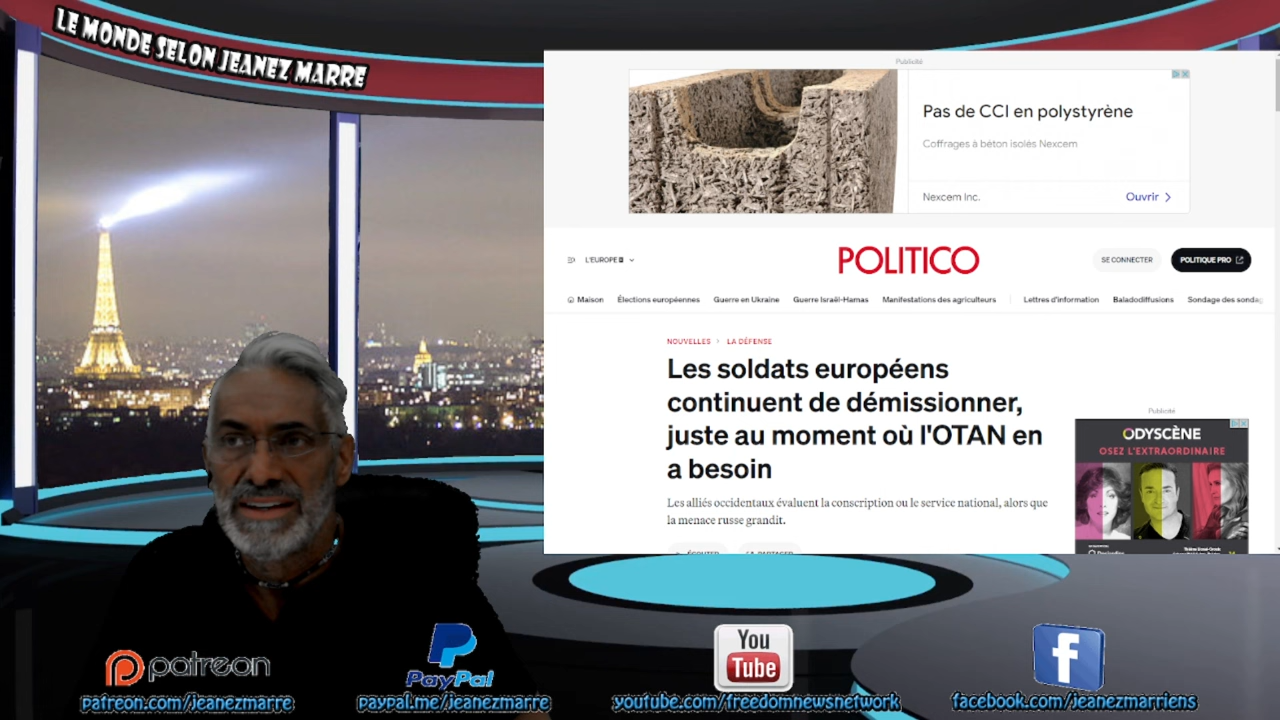 LE MONDE SELON JEANEZ MARRE
Publicité
Pas de CCI en polystyrène
Coffrages à béton isolés Nexcem
Nexcem Inc.
Ouvrir
L'EUROPE
POLITICO
SE CONNECTER
POLITIQUE PRO
Maison
Élections européennes
Guerre en Ukraine
Guerre Israël-Hamas
Manifestations des agriculteurs
Lettres d'information
Baladodiffusions
Sondage des sonda
NOUVELLES
LA DÉFENSE
Les soldats européens
continuent de démissionner,
juste au moment où l'OTAN en
a besoin
Les alliés occidentaux évaluent la conscription ou le service national, alors que
la menace russe grandit.
Publicité
ODYSCÈNE
OSEZ L'EXTRAORDINAIRE
patreon
patreon.com/jeanezmarre
PayPal
paypal.me/jeanezmarre
You
Tube
youtube.com/freedomnewsnetwork
f
facebook.com/jeanezmarriens